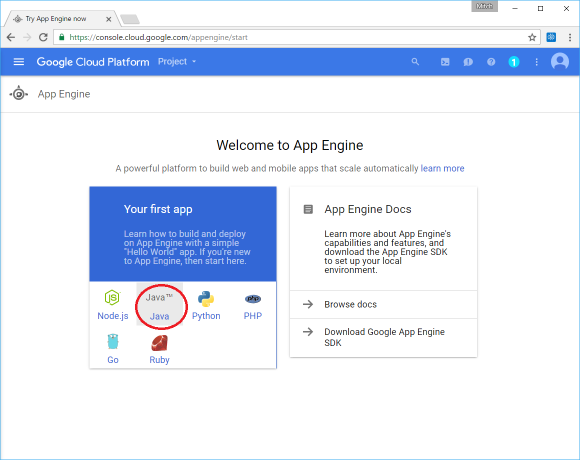 Mitch
Try App Engine now
https://console.cloud.google.com/appengine/start
Google Cloud Platform Project
1
App Engine
Welcome to App Engine
A powerful platform to build web and mobile apps that scale automatically learn more
Your first app
Learn how to build and deploy
on App Engine with a simple
"Hello World" app. If you're new
to App Engine, then start here.
JS
Node.js
Java™
Java
Python
php
PHP
Go
Ruby
App Engine Docs
Learn more about App Engine's
capabilities and features, and
download the App Engine SDK
to set up your local
environment.
Browse docs
Download Google App Engine
SDK